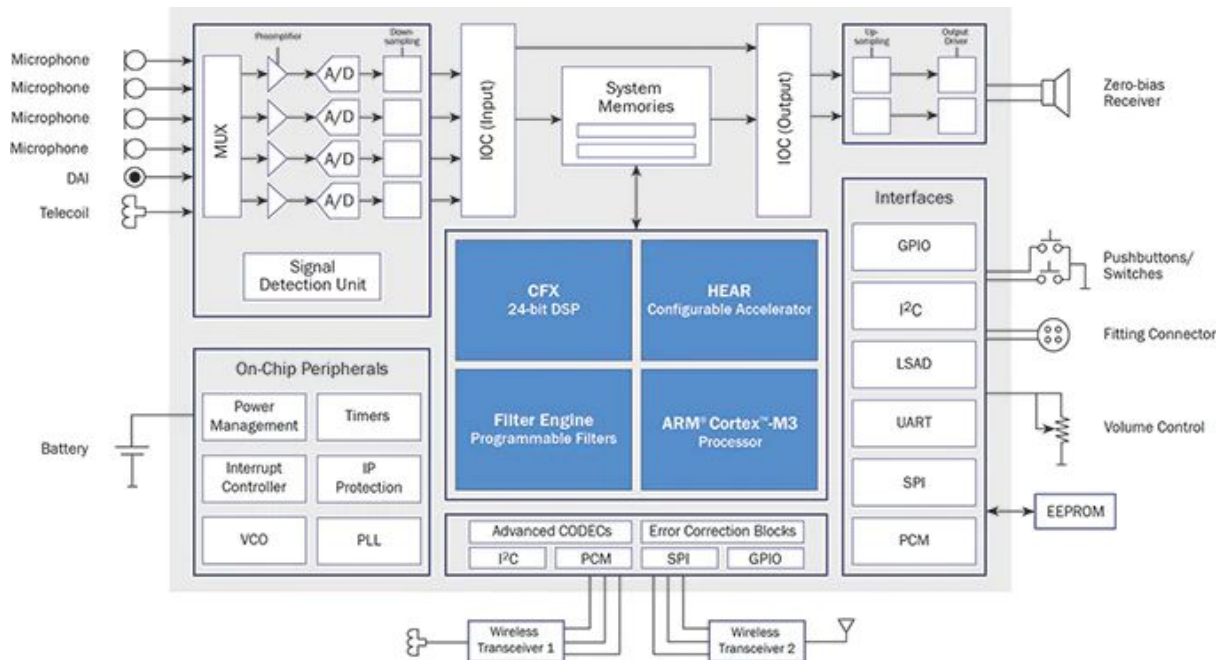 Microphone
Microphone
Microphone
Microphone
DAI
Telecoil
MUX
Preamplifier
Down-
sampling
A/D
A/D
A/D
A/D
Signal
Detection Unit
IOC (Input)
System
Memories
IOC (Output)
Up-
sampling
Output
Driver
Zero-bias
Receiver
CFX
24-bit DSP
HEAR
Configurable Accelerator
Filter Engine
Programmable Filters
ARM® Cortex™-M3
Processor
Interfaces
GPIO
I²C
LSAD
UART
SPI
PCM
Pushbuttons/
Switches
Fitting Connector
Volume Control
EEPROM
On-Chip Peripherals
Power
Management
Timers
Interrupt
Controller
IP
Protection
VCO
PLL
Battery
Advanced CODECs
Error Correction Blocks
I²C
PCM
SPI
GPIO
Wireless
Transceiver 1
Wireless
Transceiver 2